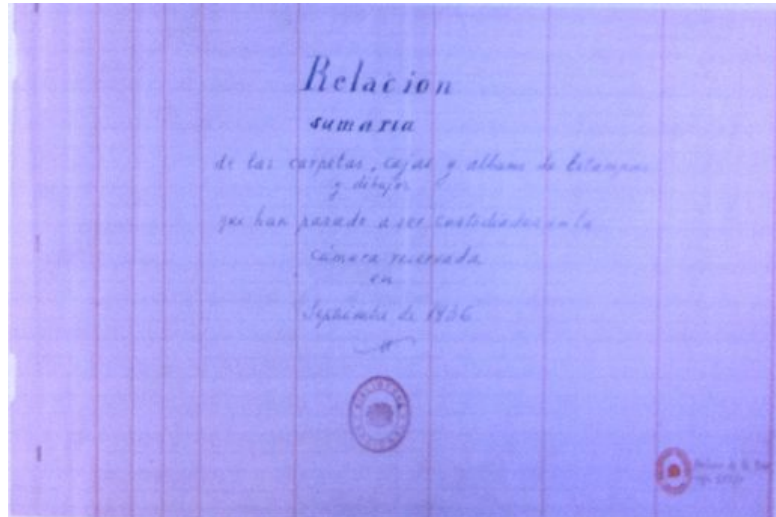 Relacion
sumaria
de las carpetas, cajas y albums de Estampas
y dibujos
que han pasado a ser custodiados en la
cámara reservada
en
Septiembre de 1936
BIBLIOTECA